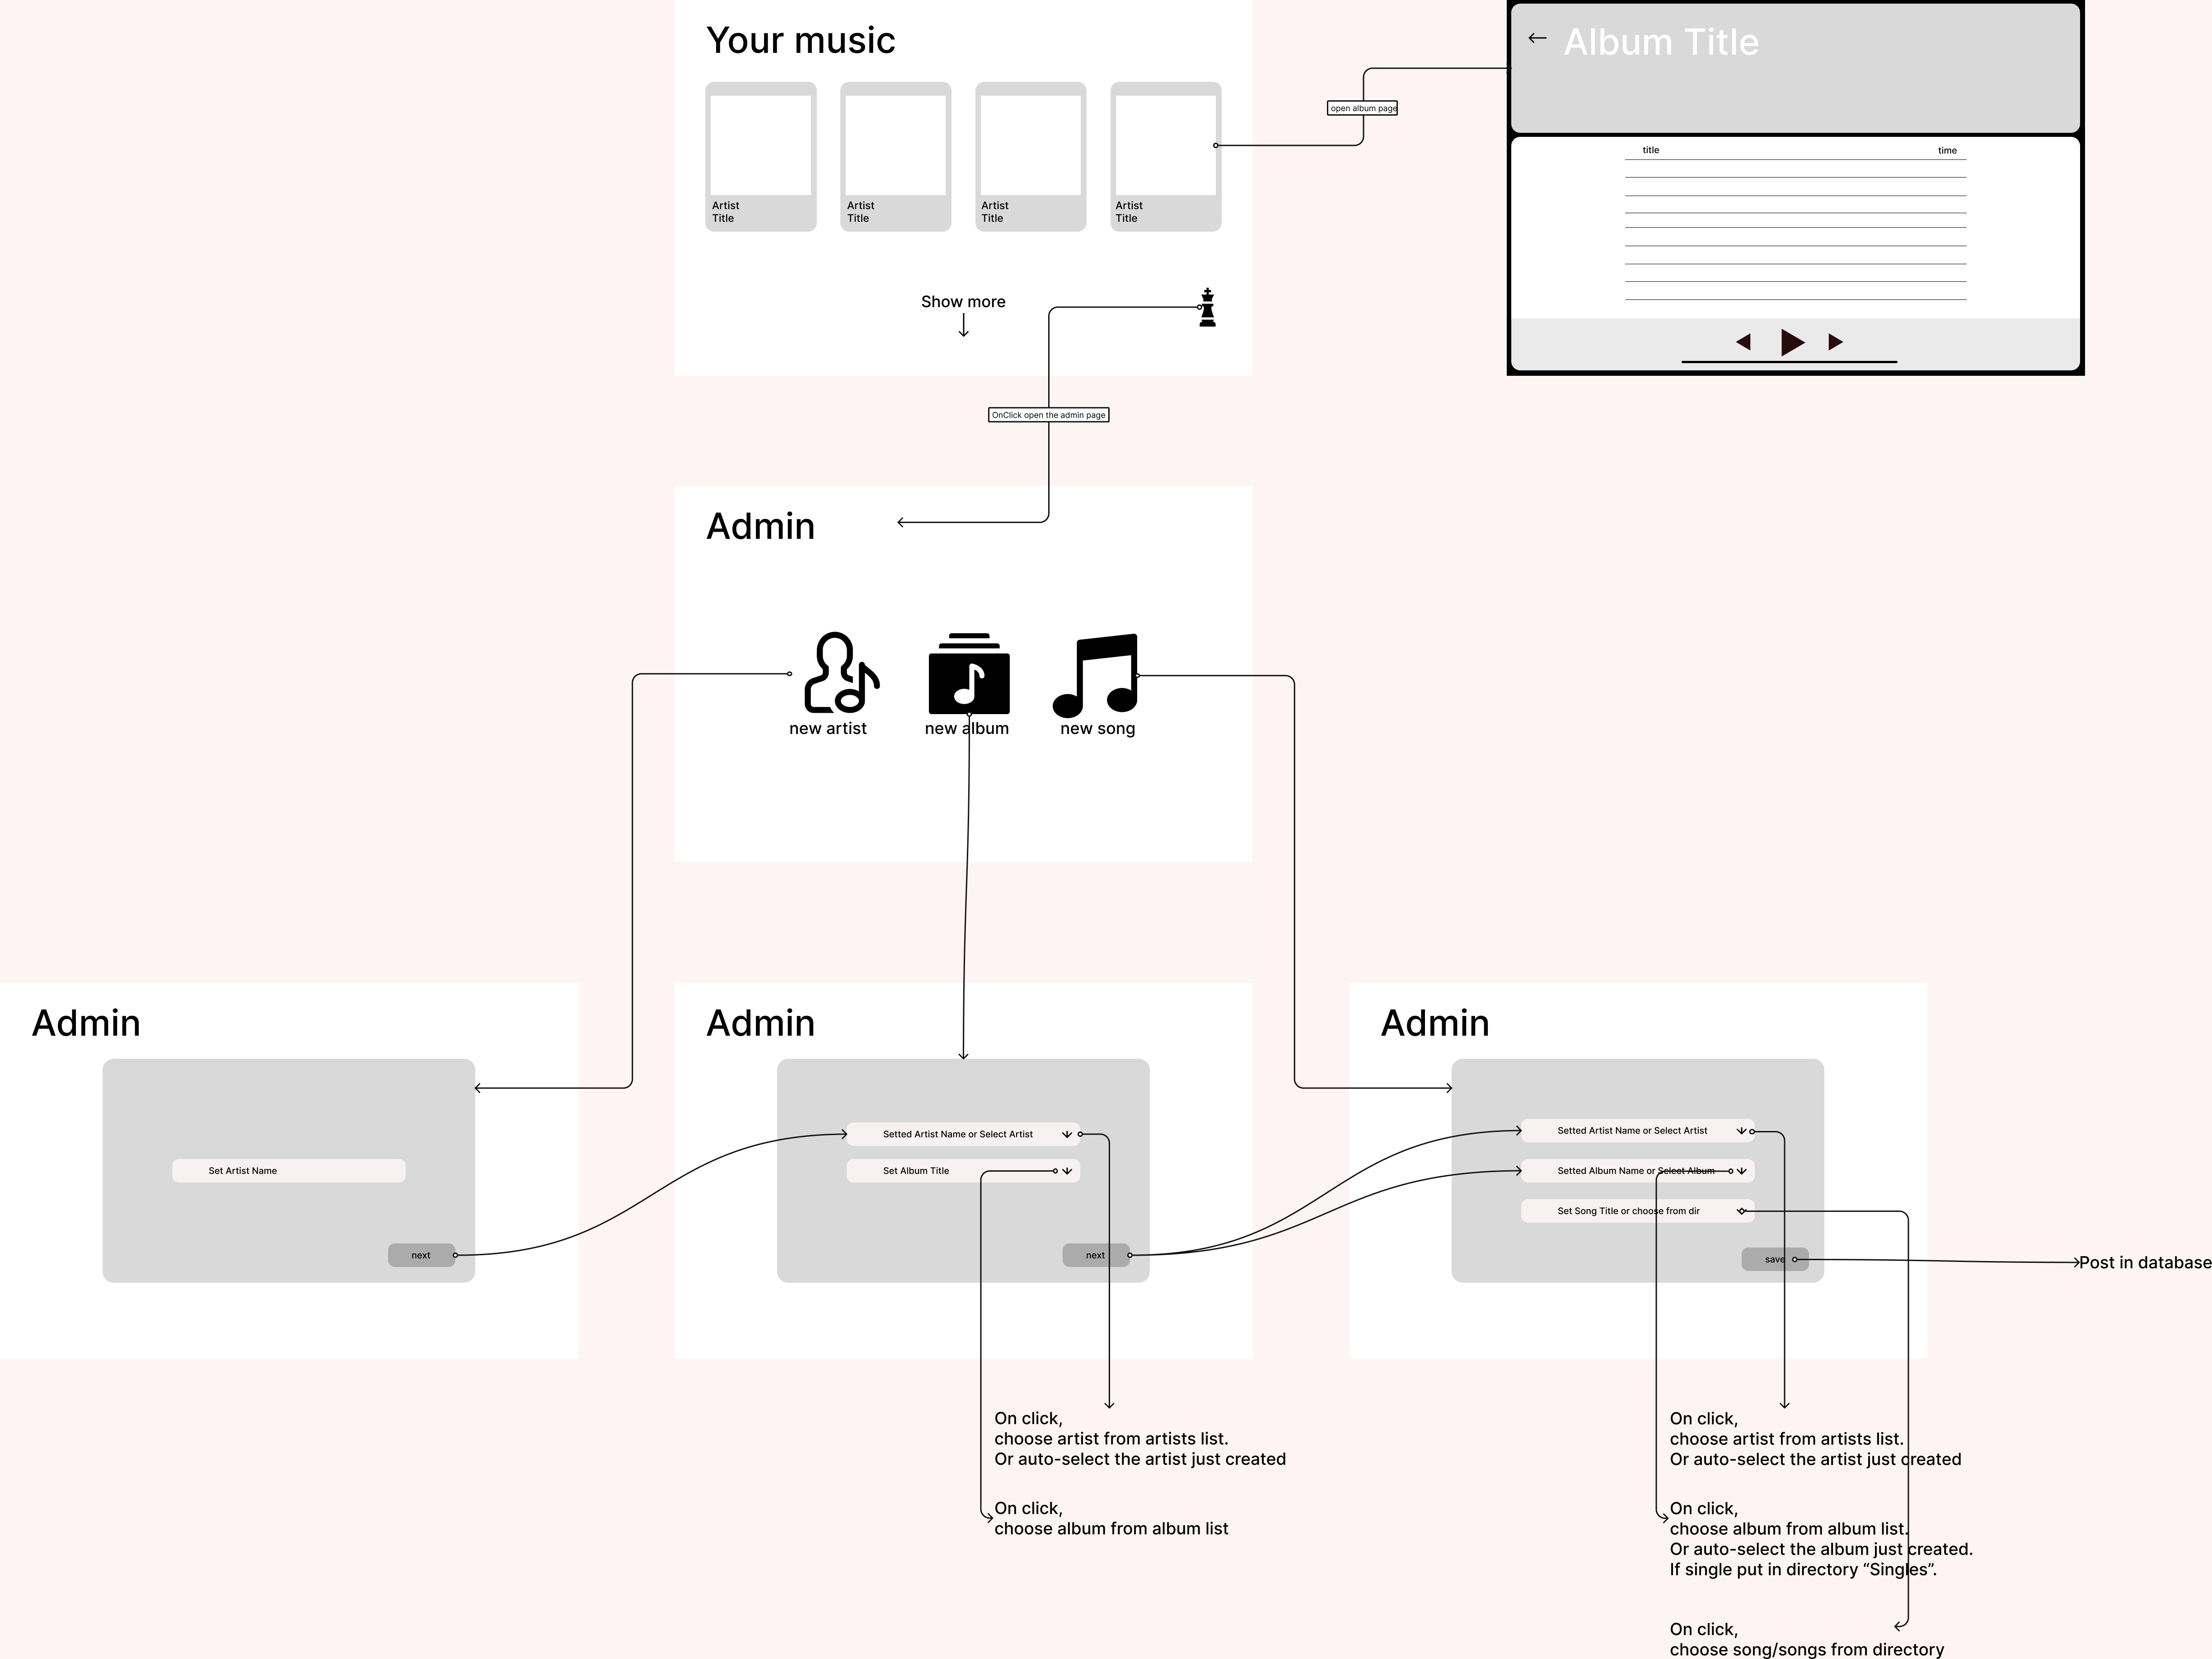 Your music
Album Title
open album page
title
time
Artist
Title
Artist
Title
Artist
Title
Artist
Title
Show more
OnClick open the admin page
Admin
new artist
new album
new song
Admin
Set Artist Name
next
Admin
Setted Artist Name or Select Artist
Set Album Title
next
Admin
Setted Artist Name or Select Artist
Setted Album Name or Select Album
Set Song Title or choose from dir
save
Post in database
On click,
choose artist from artists list.
Or auto-select the artist just created
On click,
choose album from album list
On click,
choose artist from artists list.
Or auto-select the artist just created
On click,
choose album from album list.
Or auto-select the album just created.
If single put in directory “Singles”.
On click,
choose song/songs from directory